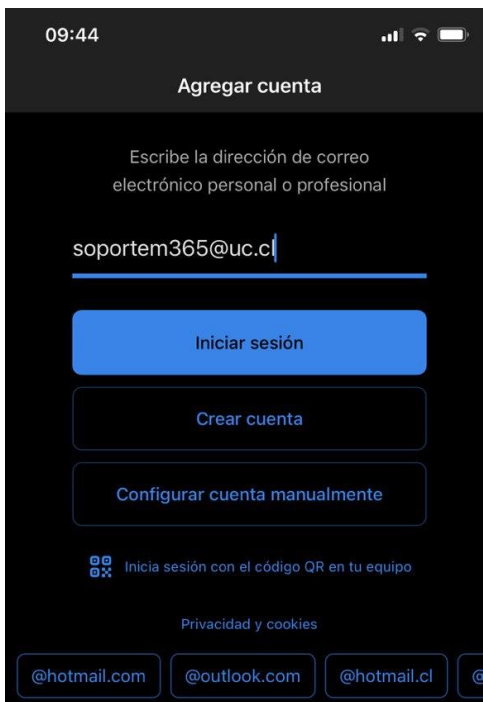 09:44
Agregar cuenta
Escribe la dirección de correo
electrónico personal o profesional
soportem365@uc.cl
Iniciar sesión
Crear cuenta
Configurar cuenta manualmente
Inicia sesión con el código QR en tu equipo
Privacidad y cookies
@hotmail.com @outlook.com @hotmail.cl @